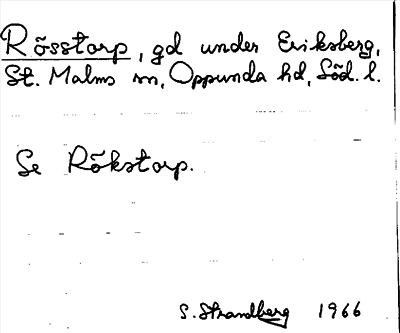 Rösstorp, gd under Eriksberg,
St. Malms sn, Oppunda hd, Söd. l.
Se Rökstorp.
S. Strandberg 1966